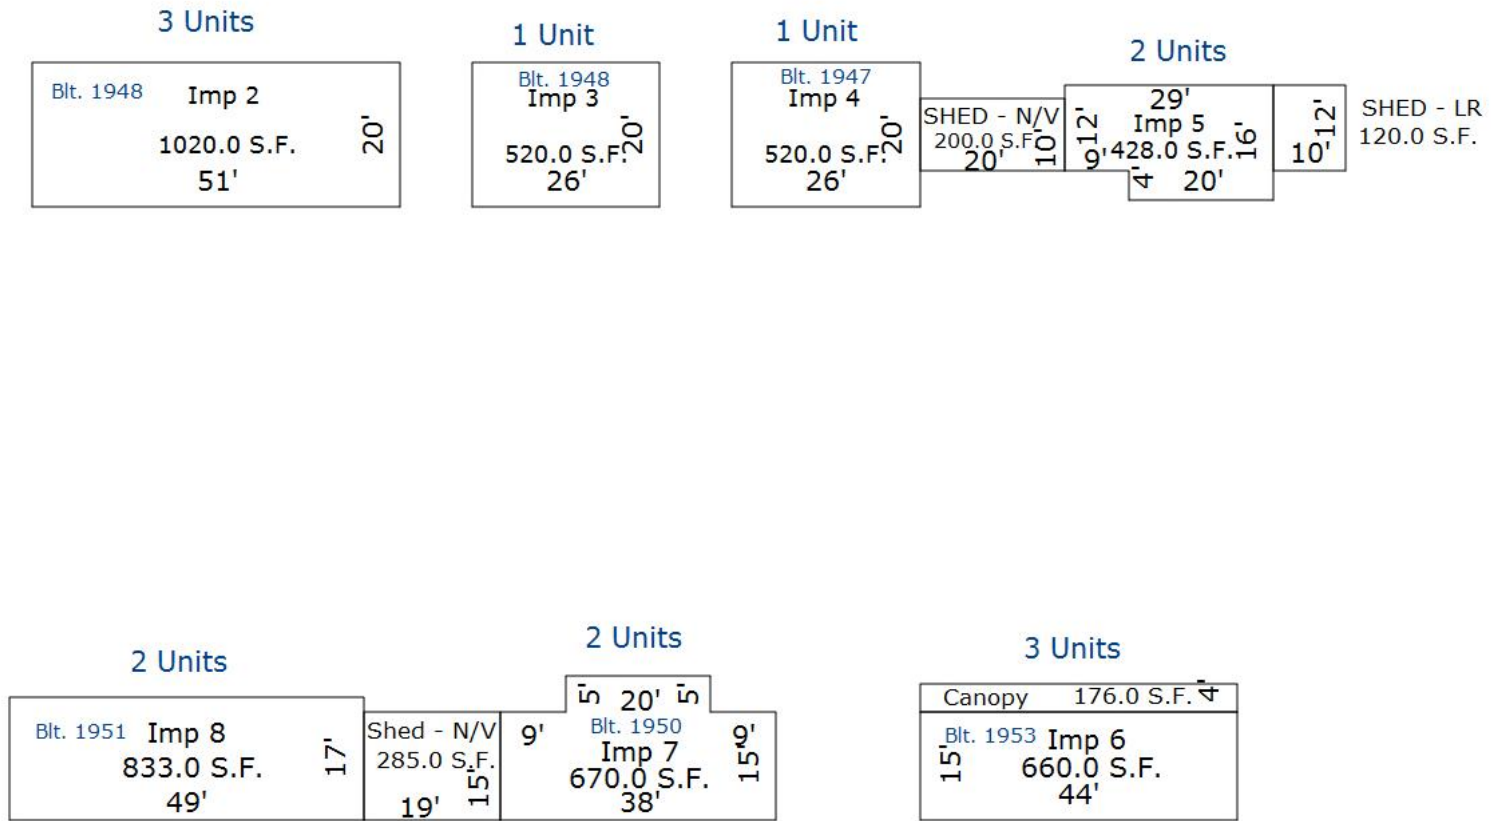 3 Units
Blt. 1948 Imp 2
1020.0 S.F.
20'
51'
1 Unit
Blt. 1948
Imp 3
520.0 S.F.
20'
26'
1 Unit
Blt. 1947
Imp 4
520.0 S.F.
20'
26'
SHED - N/V
200.0 S.F.
20' 10'
2 Units
29'
12' Imp 5 16'
9' 428.0 S.F.
4' 20'
10' 12'
SHED - LR
120.0 S.F.
2 Units
Blt. 1951 Imp 8
833.0 S.F.
17'
49'
Shed - N/V
285.0 S.F.
19' 15'
2 Units
5' 20' 5'
9' Blt. 1950 9'
Imp 7
670.0 S.F. 15'
38'
3 Units
Canopy 176.0 S.F. 4'
Blt. 1953 Imp 6
15' 660.0 S.F.
44'